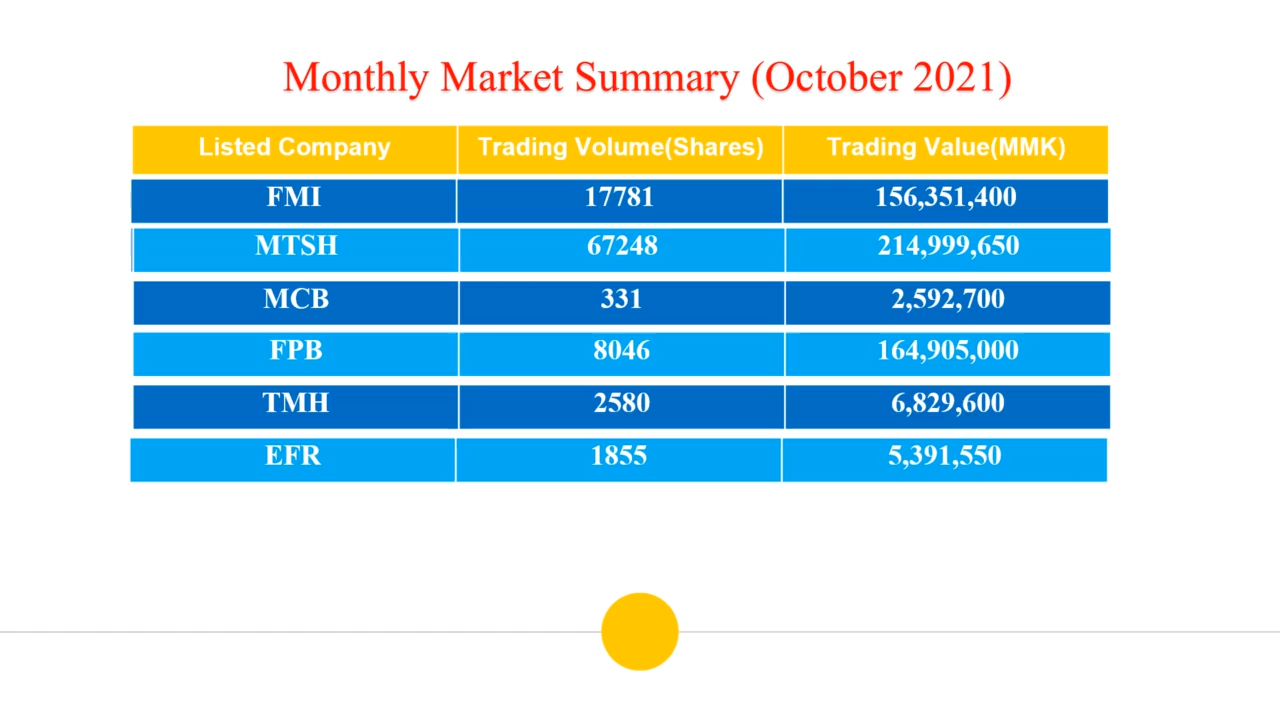 Monthly Market Summary (October 2021)
Listed Company Trading Volume(Shares) Trading Value(MMK)
FMI 17781 156,351,400
MTSH 67248 214,999,650
MCB 331 2,592,700
FPB 8046 164,905,000
TMH 2580 6,829,600
EFR 1855 5,391,550